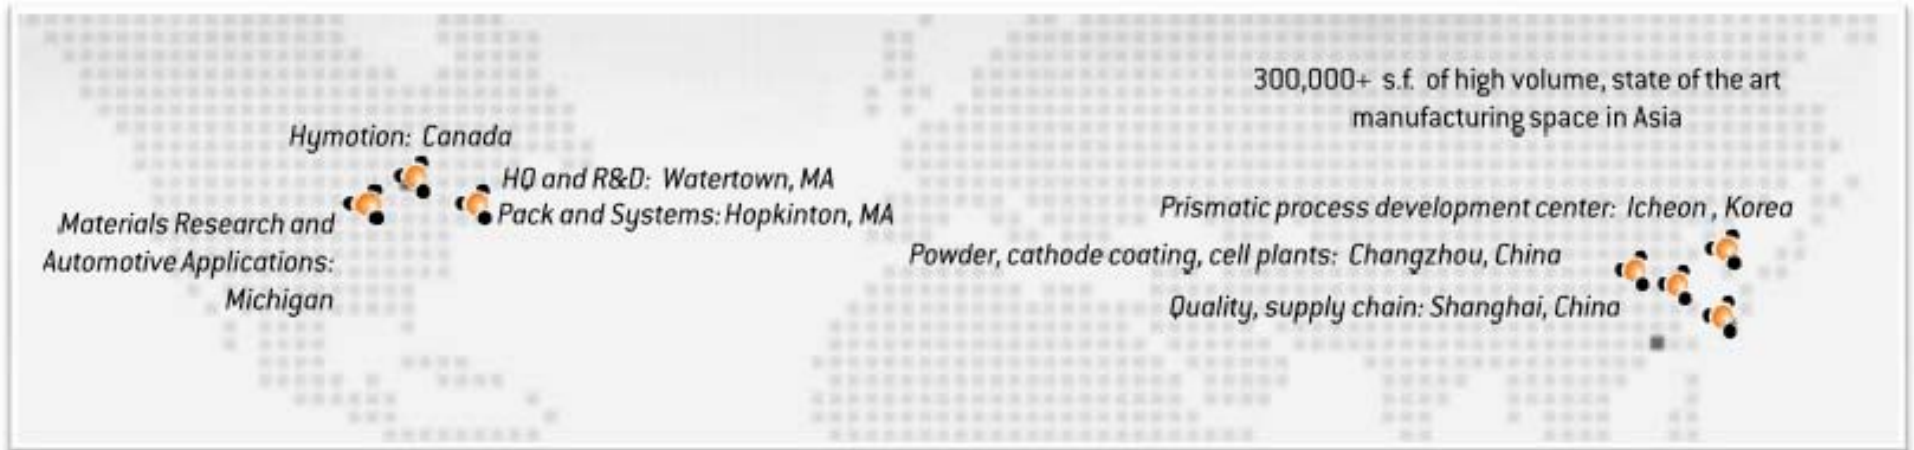 300,000+ s.f. of high volume, state of the art
manufacturing space in Asia
Hymotion: Canada
HQ and R&D: Watertown, MA
Pack and Systems: Hopkinton, MA
Materials Research and
Automotive Applications:
Michigan
Prismatic process development center: Icheon, Korea
Powder, cathode coating, cell plants: Changzhou, China
Quality, supply chain: Shanghai, China